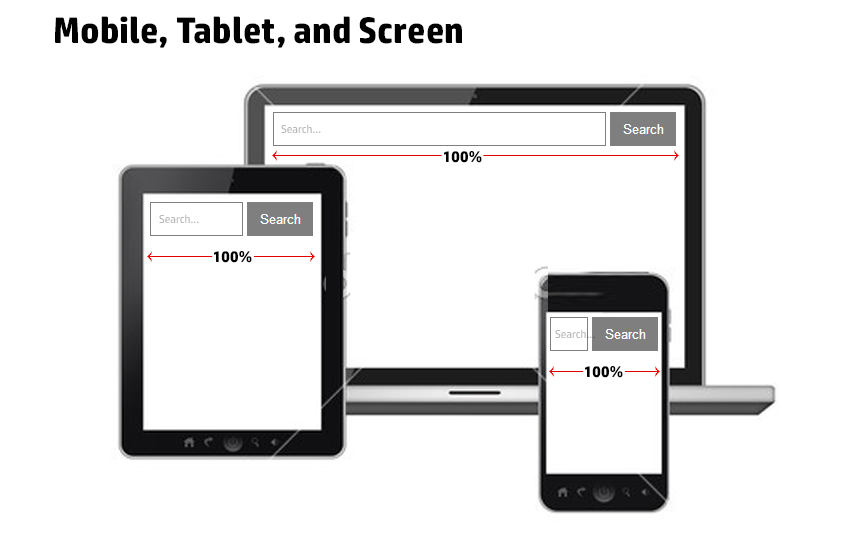 Mobile, Tablet, and Screen
Search... Search
100%
Search... Search
100%
Search... Search
100%